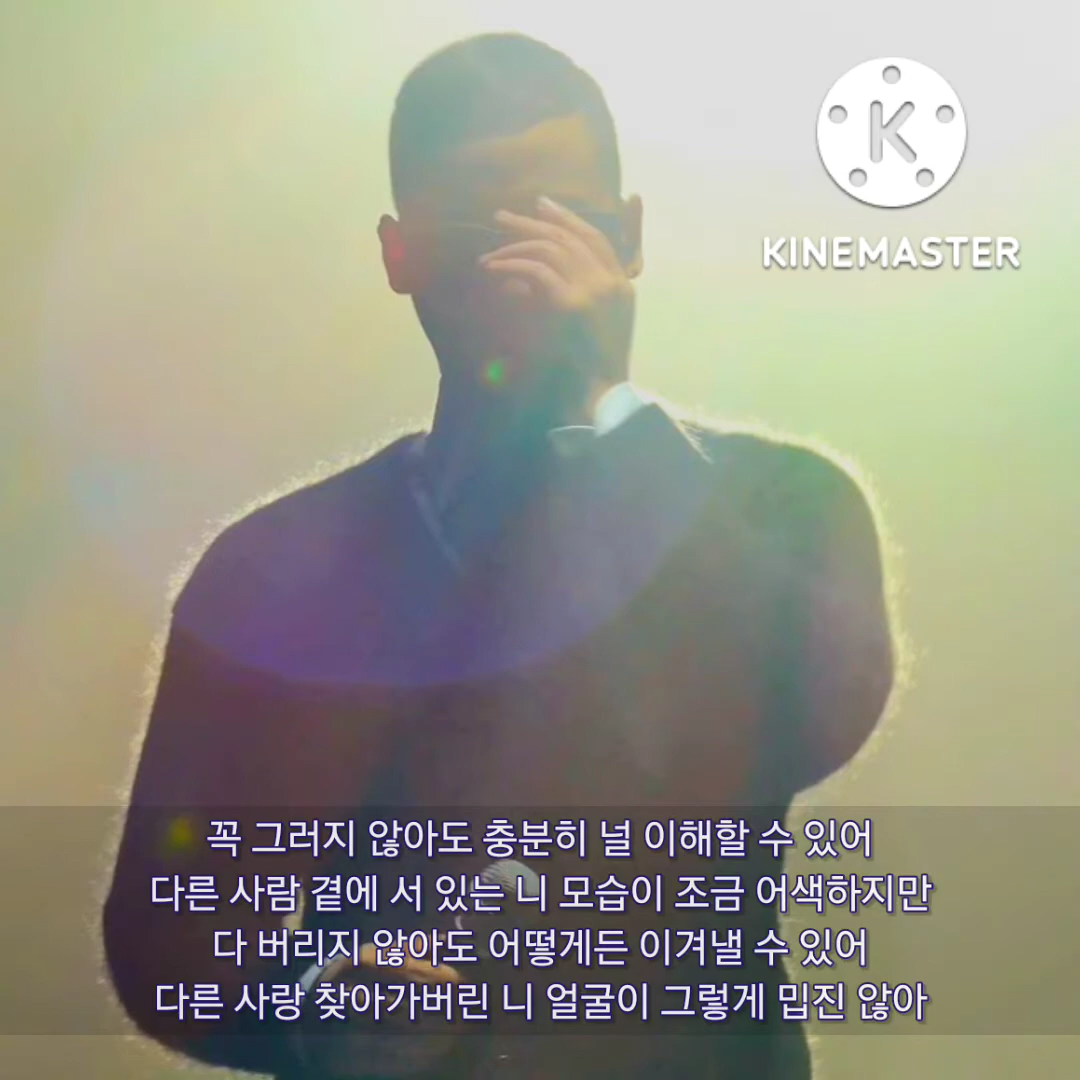 K
KINEMASTER
꼭 그러지 않아도 충분히 널 이해할 수 있어
다른 사람 곁에 서 있는 니 모습이 조금 어색하지만
다 버리지 않아도 어떻게든 이겨낼 수 있어
다른 사랑 찾아가버린 니 얼굴이 그렇게 밉진 않아